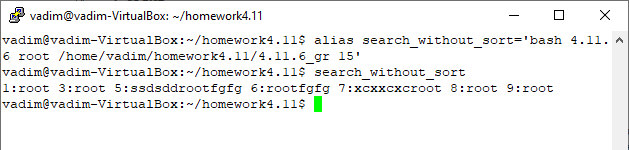 vadim@vadim-VirtualBox: ~/homework4.11
vadim@vadim-VirtualBox:~/homework4.11$ alias search_without_sort='bash 4.11.
6 root /home/vadim/homework4.11/4.11.6_gr 15'
vadim@vadim-VirtualBox:~/homework4.11$ search_without_sort
1:root 3:root 5:ssdsddrootfgfg 6:rootfgfg 7:xcxxcxcroot 8:root 9:root
vadim@vadim-VirtualBox:~/homework4.11$